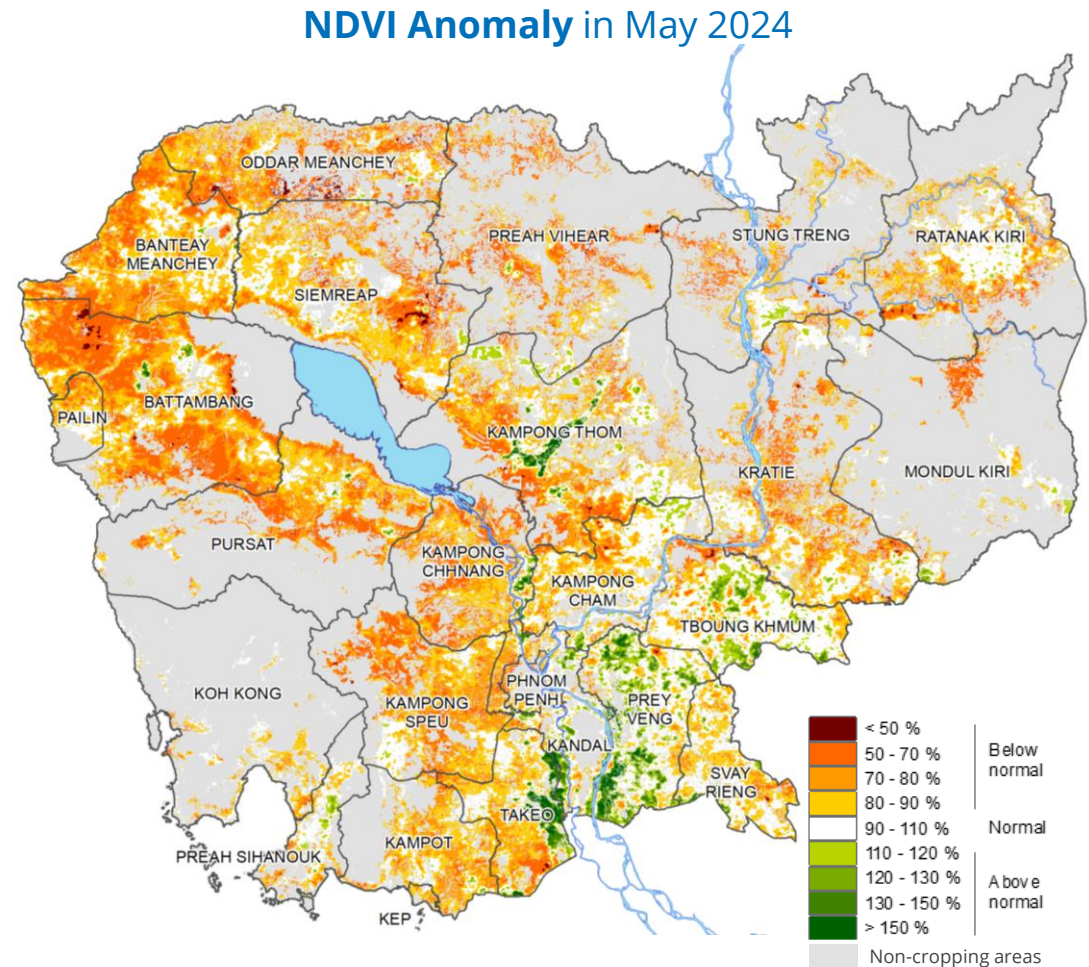 NDVI Anomaly in May 2024
ODDAR MEANCHEY
BANTEAY
MEANCHEY
PREAH VIHEAR
STUNG TRENG
RATANAK KIRI
SIEMREAP
PAILIN
BATTAMBANG
KAMPONG THOM
KRATIE
MONDUL KIRI
PURSAT
KAMPONG
CHHNANG
KAMPONG
CHAM
TBOUNG KHMUM
KOH KONG
KAMPONG
SPEU
PHNOM
PENH
PREY
VENG
KANDAL
SVAY
RIENG
TAKEO
PREAH SIHANOUK
KAMPOT
KEP
< 50 %
50 - 70 %
70 - 80 %
80 - 90 %
Below
normal
90 - 110 %
Normal
110 - 120 %
120 - 130 %
130 - 150 %
> 150 %
Above
normal
Non-cropping areas